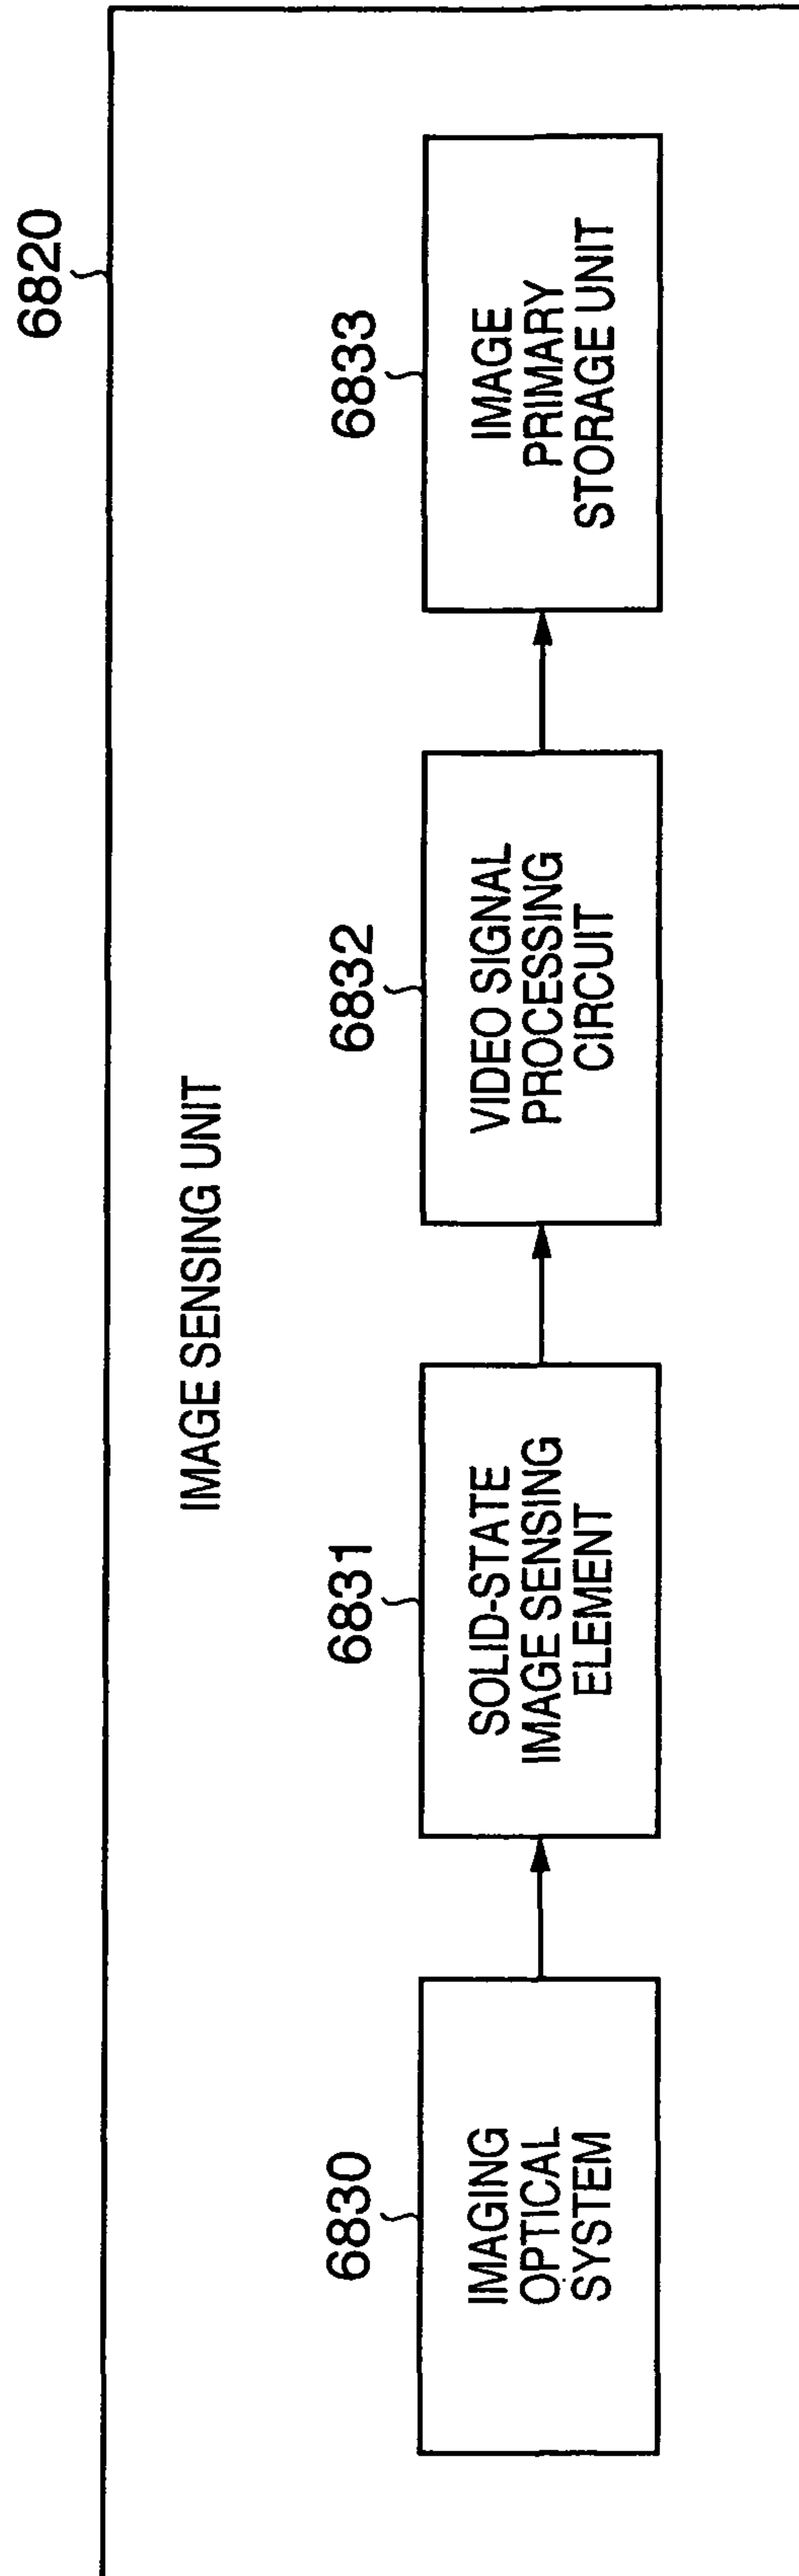 6820
IMAGE SENSING UNIT
6830
IMAGING
OPTICAL
SYSTEM
6831
SOLID-STATE
IMAGE SENSING
ELEMENT
6832
VIDEO SIGNAL
PROCESSING
CIRCUIT
6833
IMAGE
PRIMARY
STORAGE UNIT